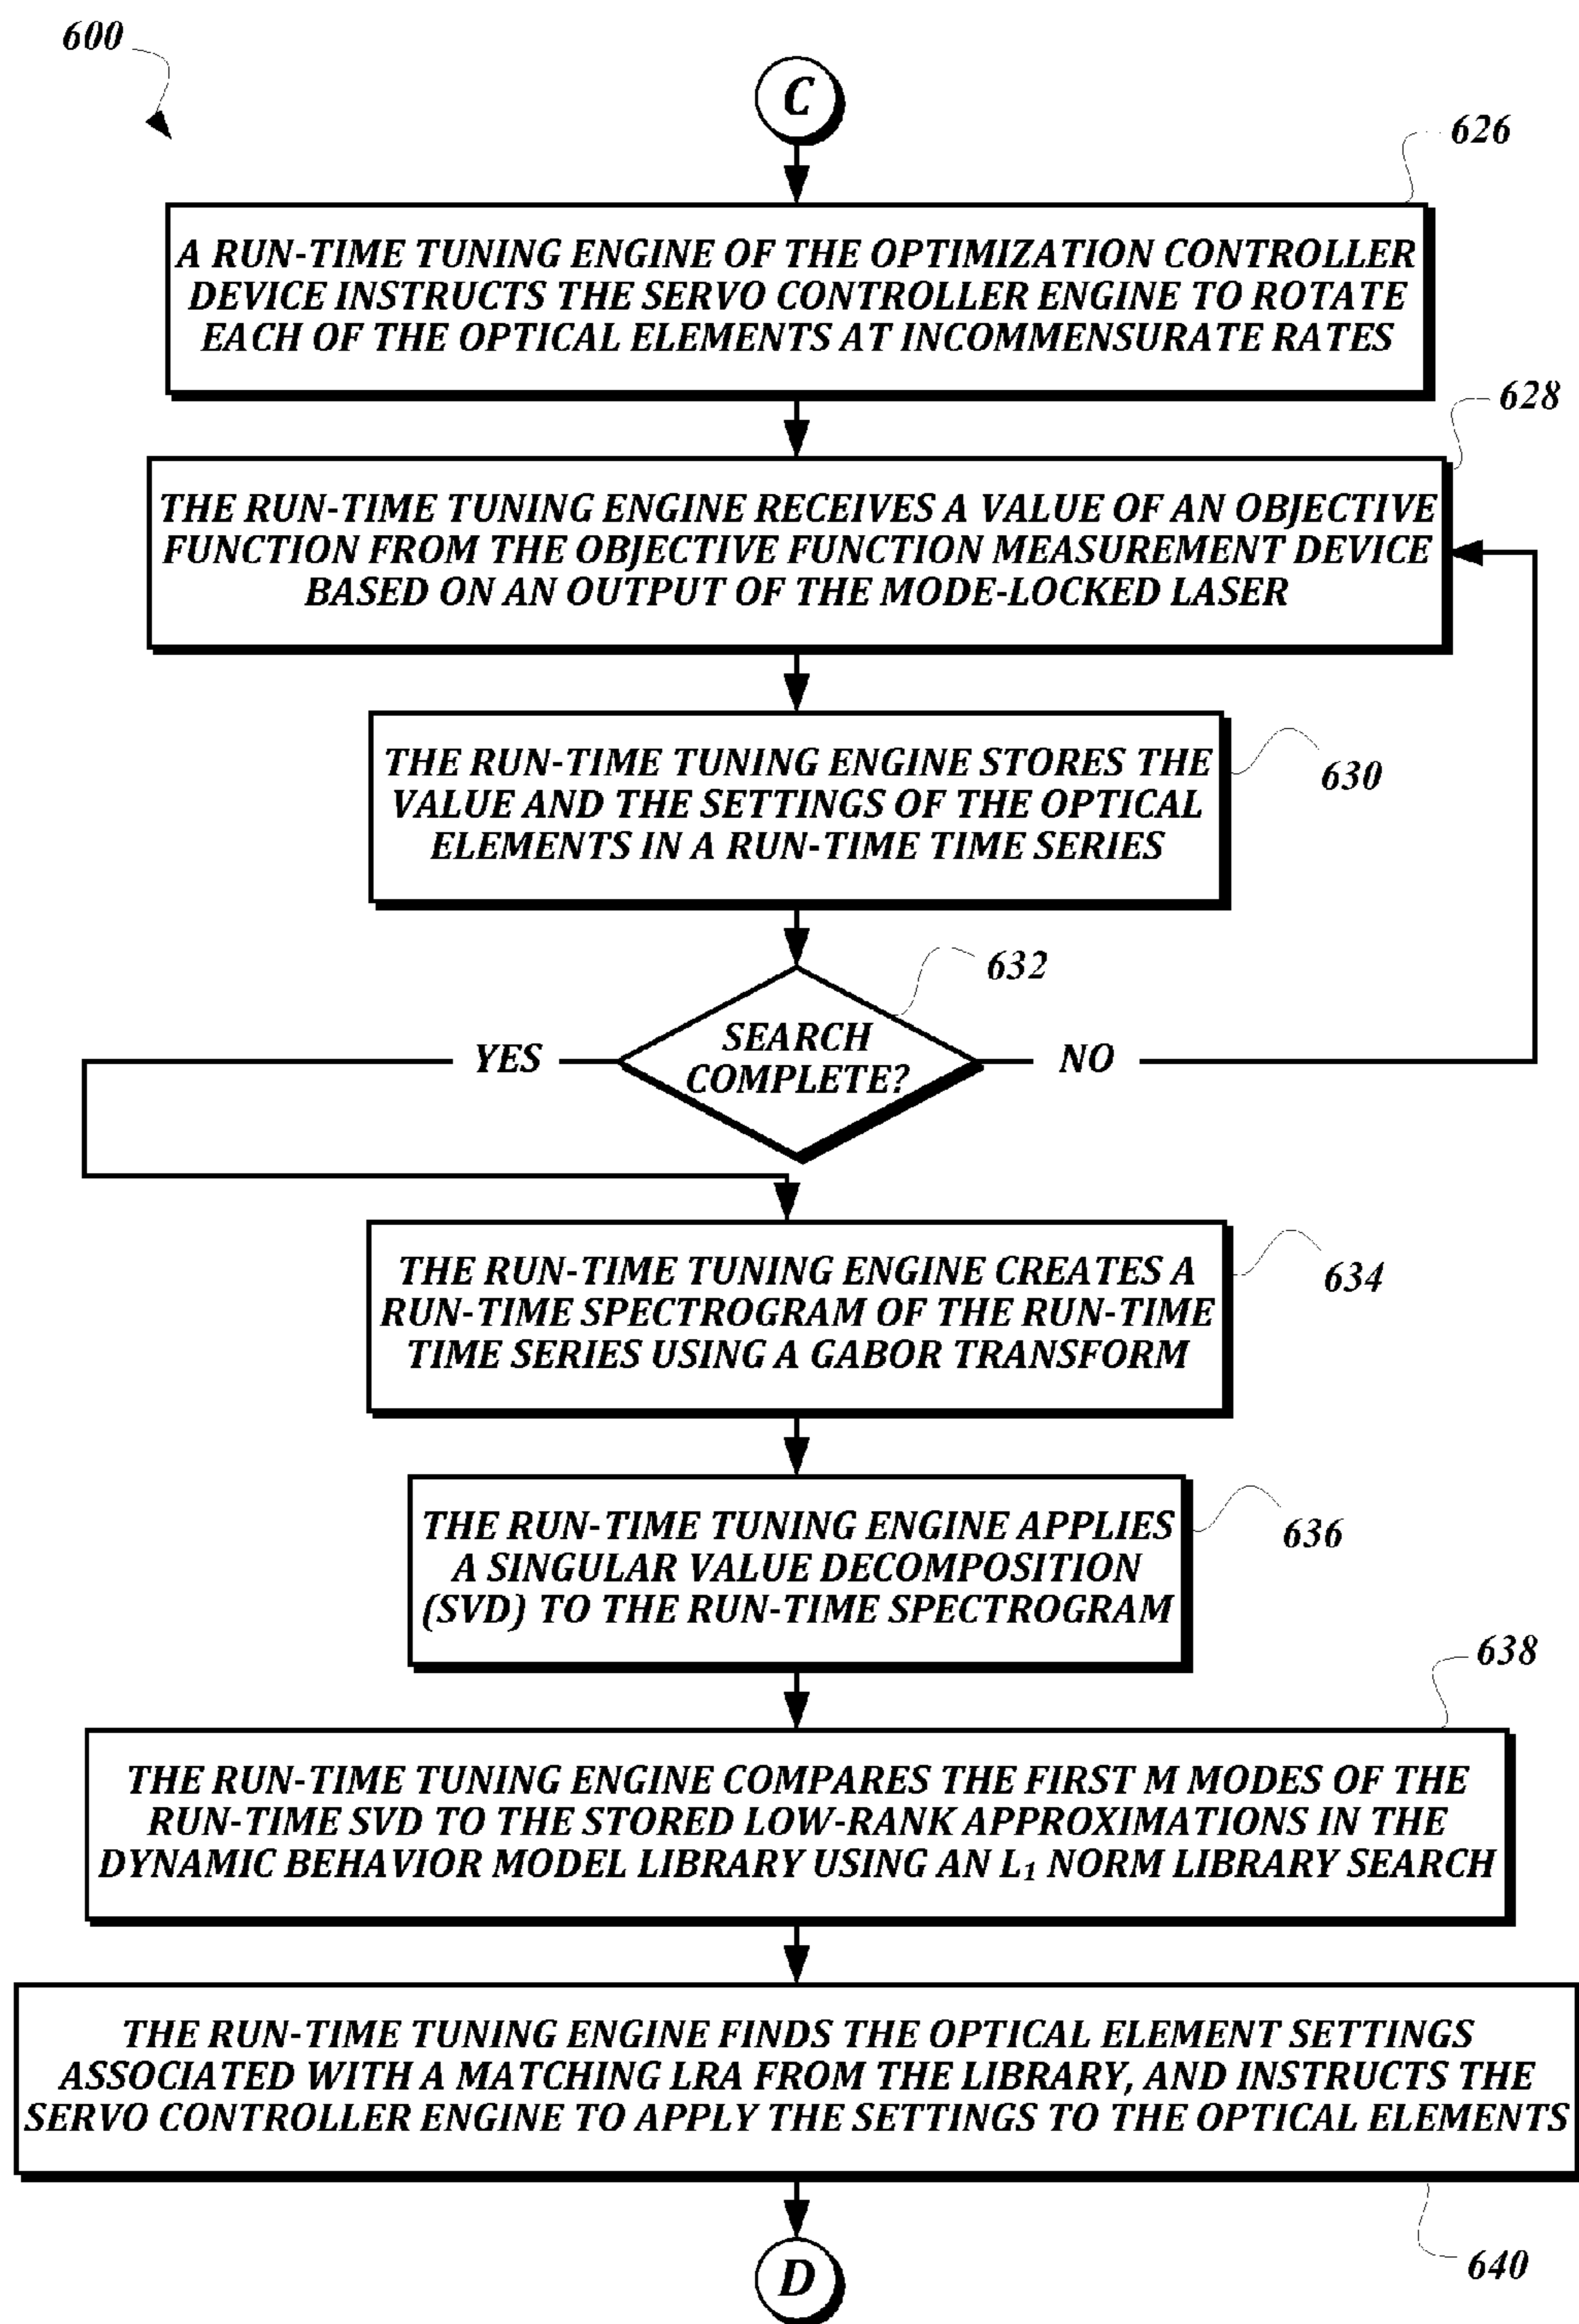 600
C
626
A RUN-TIME TUNING ENGINE OF THE OPTIMIZATION CONTROLLER
DEVICE INSTRUCTS THE SERVO CONTROLLER ENGINE TO ROTATE
EACH OF THE OPTICAL ELEMENTS AT INCOMMENSURATE RATES
628
THE RUN-TIME TUNING ENGINE RECEIVES A VALUE OF AN OBJECTIVE
FUNCTION FROM THE OBJECTIVE FUNCTION MEASUREMENT DEVICE
BASED ON AN OUTPUT OF THE MODE-LOCKED LASER
THE RUN-TIME TUNING ENGINE STORES THE
VALUE AND THE SETTINGS OF THE OPTICAL
ELEMENTS IN A RUN-TIME TIME SERIES
630
632
SEARCH
COMPLETE?
YES
NO
THE RUN-TIME TUNING ENGINE CREATES A
RUN-TIME SPECTROGRAM OF THE RUN-TIME
TIME SERIES USING A GABOR TRANSFORM
634
THE RUN-TIME TUNING ENGINE APPLIES
A SINGULAR VALUE DECOMPOSITION
(SVD) TO THE RUN-TIME SPECTROGRAM
636
638
THE RUN-TIME TUNING ENGINE COMPARES THE FIRST M MODES OF THE
RUN-TIME SVD TO THE STORED LOW-RANK APPROXIMATIONS IN THE
DYNAMIC BEHAVIOR MODEL LIBRARY USING AN L₁ NORM LIBRARY SEARCH
THE RUN-TIME TUNING ENGINE FINDS THE OPTICAL ELEMENT SETTINGS
ASSOCIATED WITH A MATCHING LRA FROM THE LIBRARY, AND INSTRUCTS THE
SERVO CONTROLLER ENGINE TO APPLY THE SETTINGS TO THE OPTICAL ELEMENTS
640
D